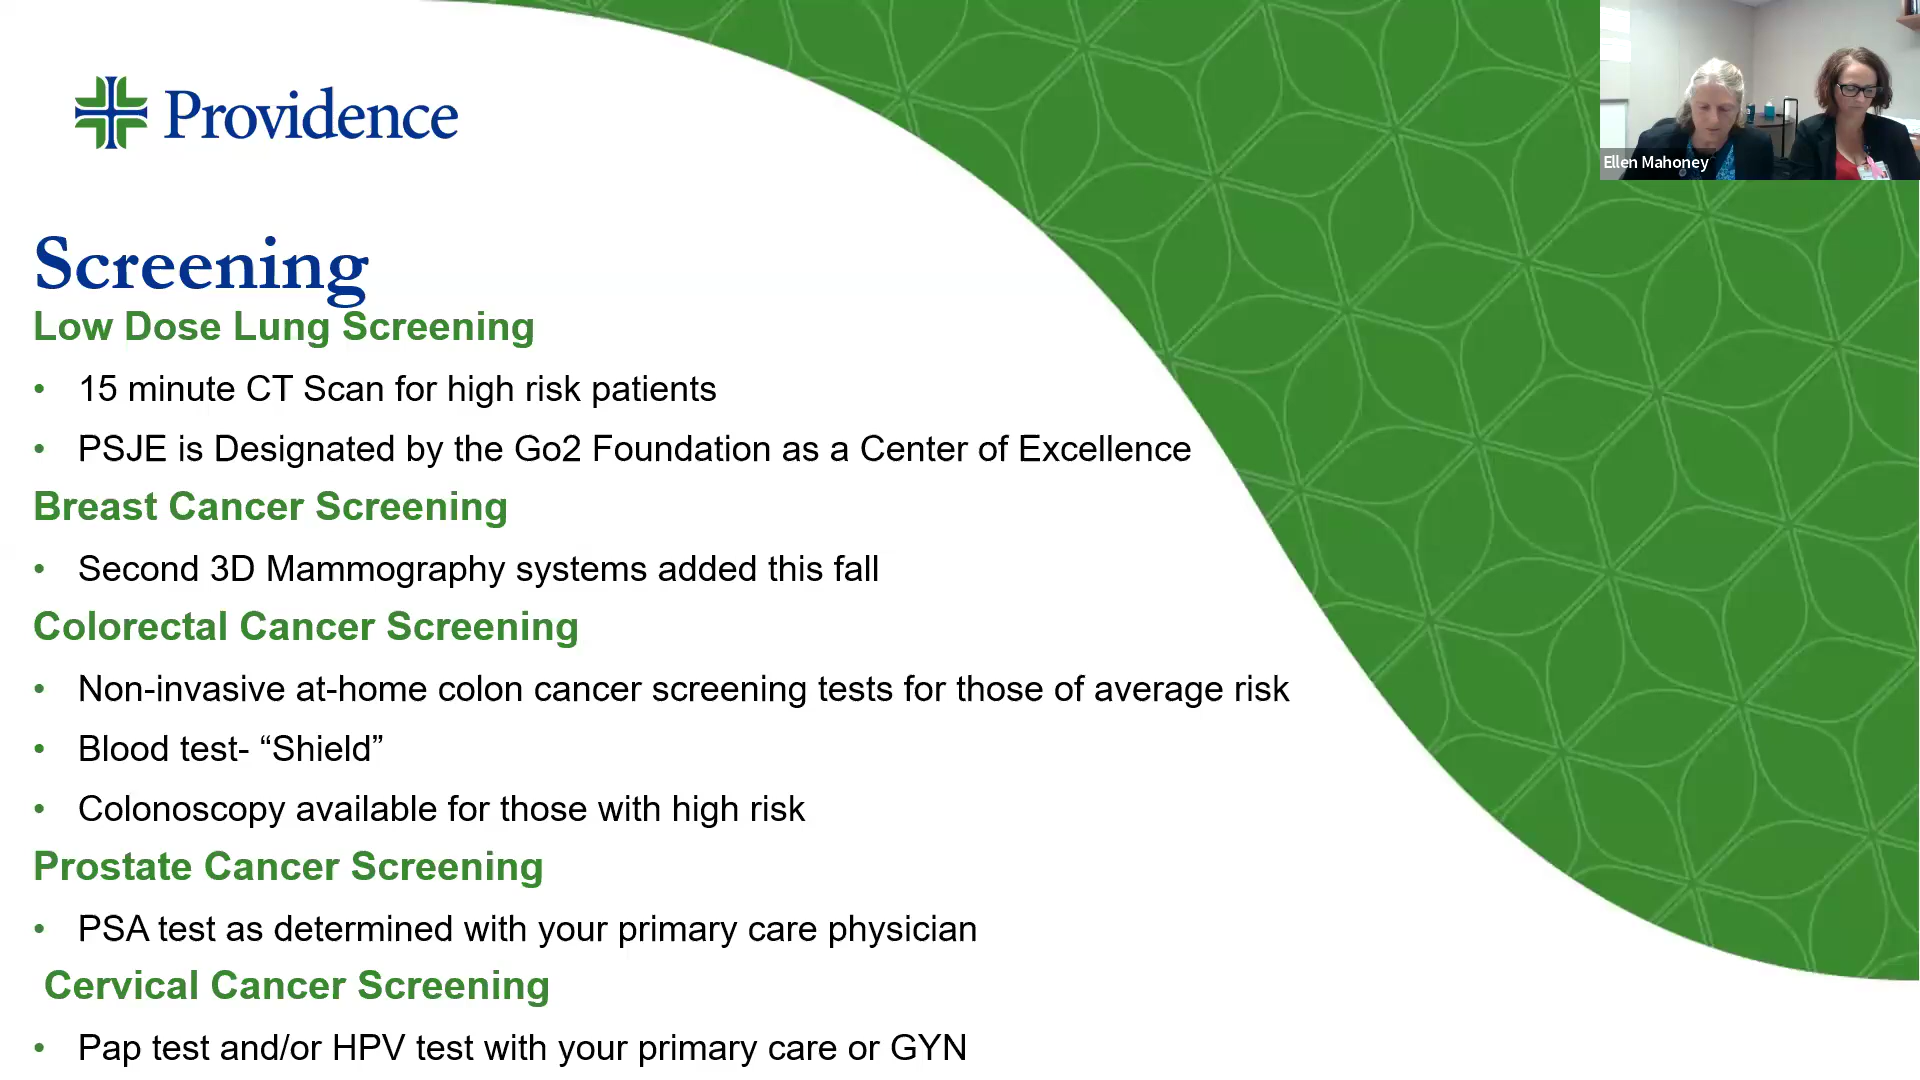 Providence
Ellen Mahoney
Screening
Low Dose Lung Screening
• 15 minute CT Scan for high risk patients
• PSJE is Designated by the Go2 Foundation as a Center of Excellence
Breast Cancer Screening
• Second 3D Mammography systems added this fall
Colorectal Cancer Screening
• Non-invasive at-home colon cancer screening tests for those of average risk
• Blood test- “Shield”
• Colonoscopy available for those with high risk
Prostate Cancer Screening
• PSA test as determined with your primary care physician
Cervical Cancer Screening
• Pap test and/or HPV test with your primary care or GYN